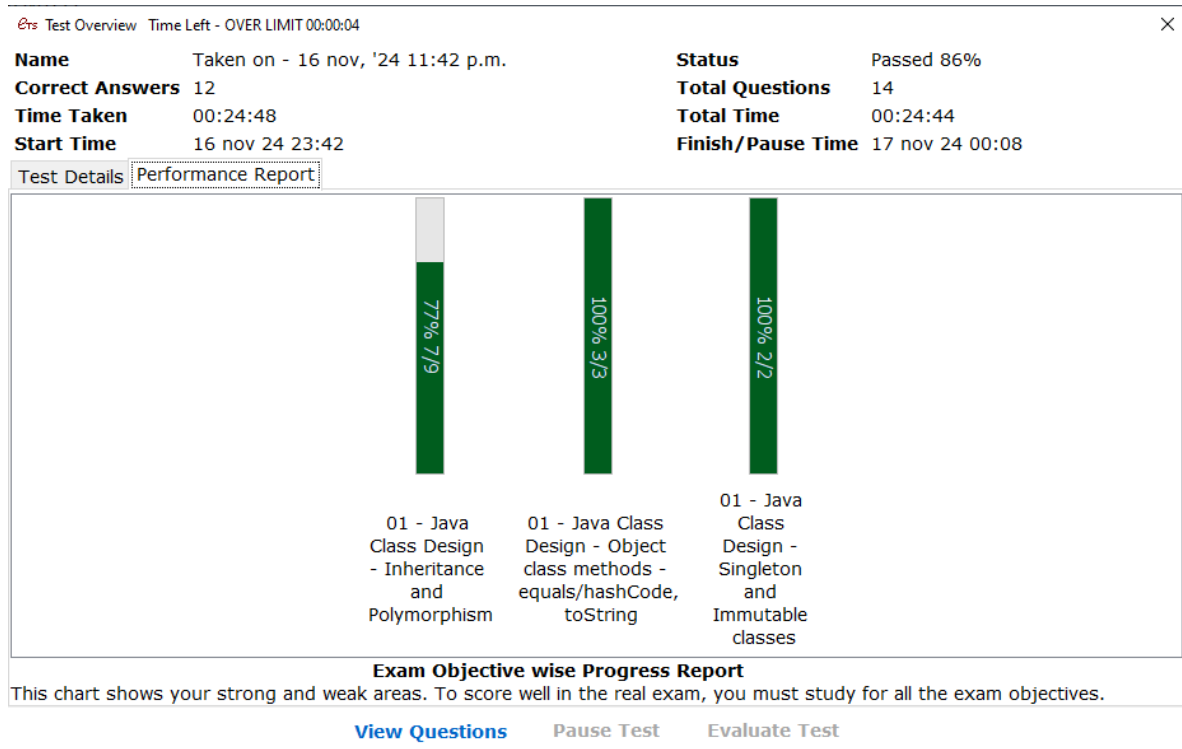 ets Test Overview Time Left - OVER LIMIT 00:00:04
Name Taken on - 16 nov, '24 11:42 p.m. Status Passed 86%
Correct Answers 12 Total Questions 14
Time Taken 00:24:48 Total Time 00:24:44
Start Time 16 nov 24 23:42 Finish/Pause Time 17 nov 24 00:08
Test Details Performance Report
77% 7/9
100% 3/3
100% 2/2
01 - Java
Class Design
- Inheritance
and
Polymorphism
01 - Java Class
Design - Object
class methods -
equals/hashCode,
toString
01 - Java
Class
Design -
Singleton
and
Immutable
classes
Exam Objective wise Progress Report
This chart shows your strong and weak areas. To score well in the real exam, you must study for all the exam objectives.
View Questions Pause Test Evaluate Test